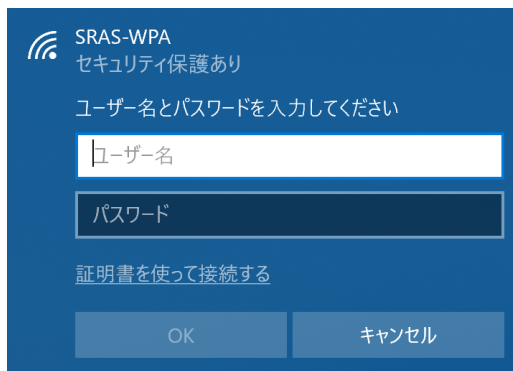 SRAS-WPA
セキュリティ保護あり
ユーザー名とパスワードを入力してください
ユーザー名
パスワード
証明書を使って接続する
OK
キャンセル